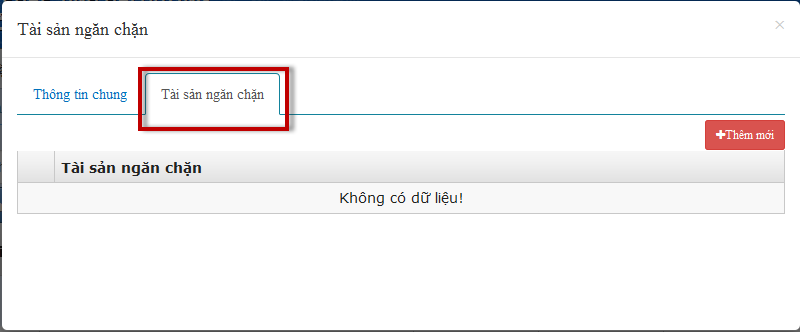 Tài sản ngăn chặn
×
Thông tin chung
Tài sản ngăn chặn
Thêm mới
Tài sản ngăn chặn
Không có dữ liệu!